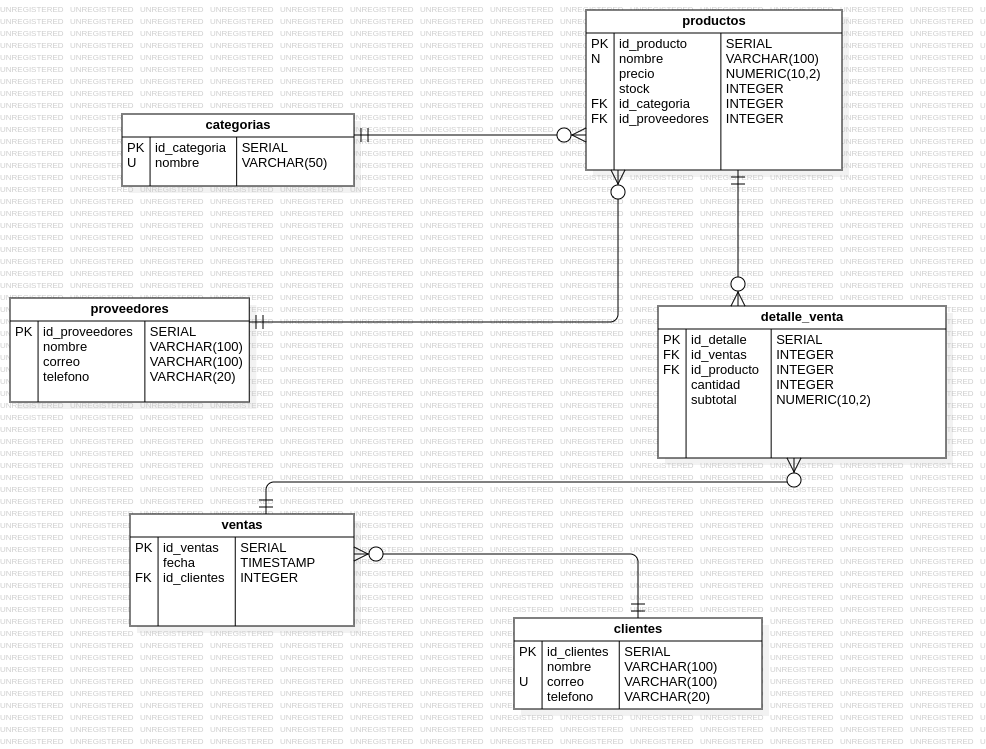 productos
PK id_producto SERIAL
N nombre VARCHAR(100)
precio NUMERIC(10,2)
stock INTEGER
FK id_categoria INTEGER
FK id_proveedores INTEGER
categorias
PK id_categoria SERIAL
U nombre VARCHAR(50)
proveedores
PK id_proveedores SERIAL
nombre VARCHAR(100)
correo VARCHAR(100)
telefono VARCHAR(20)
detalle_venta
PK id_detalle SERIAL
FK id_ventas INTEGER
FK id_producto INTEGER
cantidad INTEGER
subtotal NUMERIC(10,2)
ventas
PK id_ventas SERIAL
fecha TIMESTAMP
FK id_clientes INTEGER
clientes
PK id_clientes SERIAL
nombre VARCHAR(100)
U correo VARCHAR(100)
telefono VARCHAR(20)
UNREGISTERED